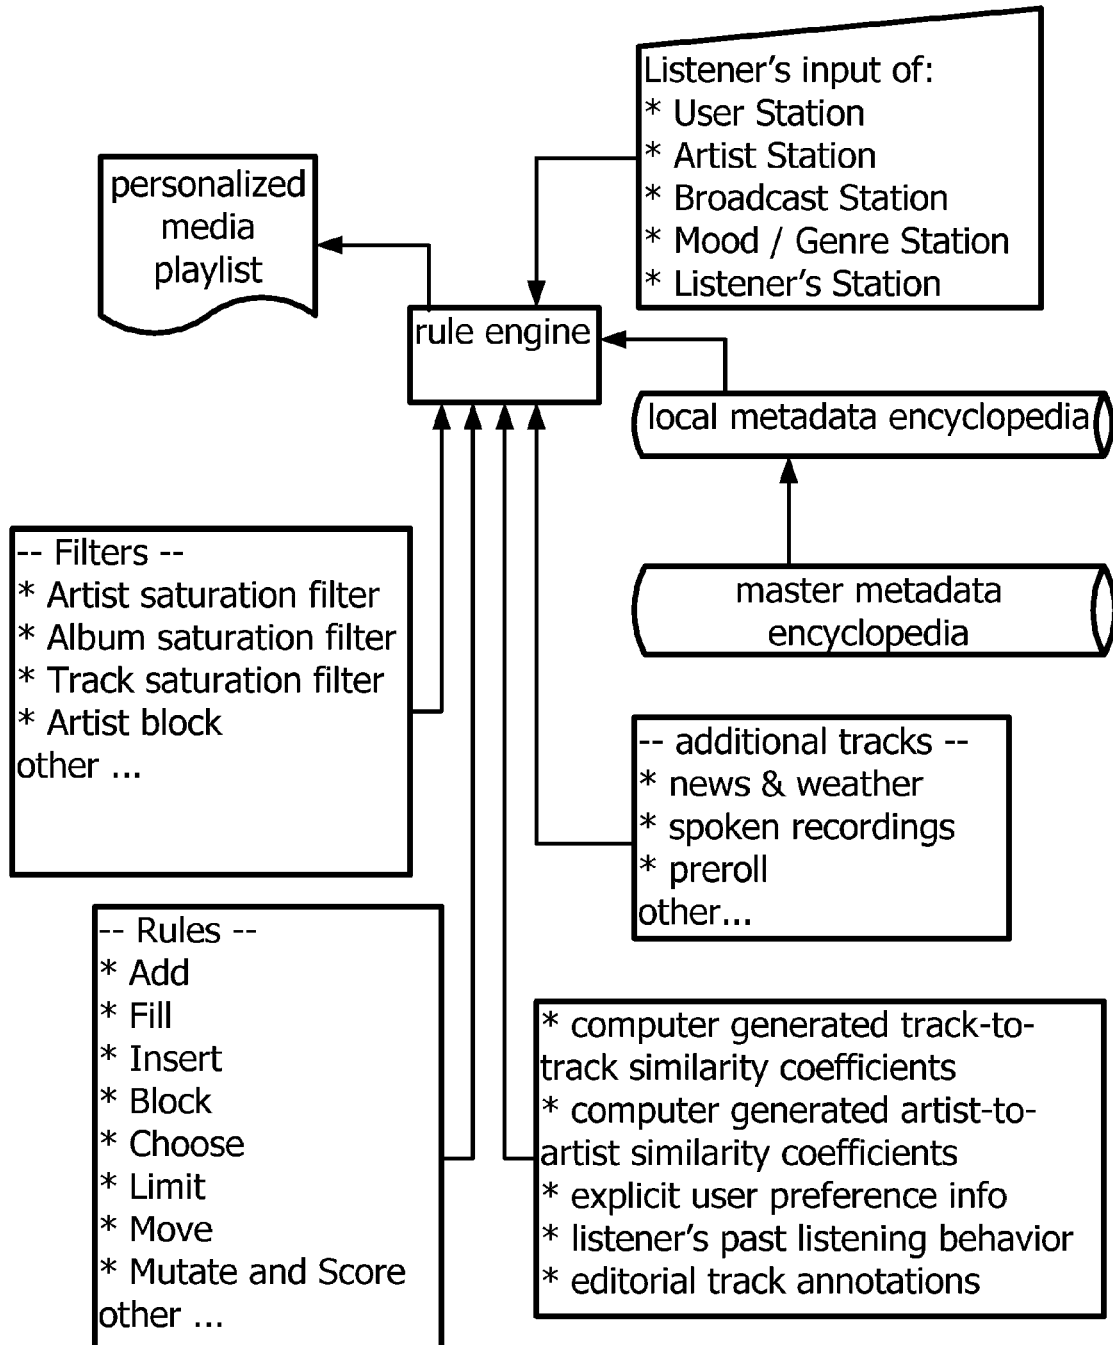 Listener's input of:
* User Station
* Artist Station
* Broadcast Station
* Mood / Genre Station
* Listener's Station
personalized
media
playlist
rule engine
local metadata encyclopedia
master metadata
encyclopedia
-- Filters --
* Artist saturation filter
* Album saturation filter
* Track saturation filter
* Artist block
other ...
-- additional tracks --
* news & weather
* spoken recordings
* preroll
other...
-- Rules --
* Add
* Fill
* Insert
* Block
* Choose
* Limit
* Move
* Mutate and Score
other ...
* computer generated track-to-
track similarity coefficients
* computer generated artist-to-
artist similarity coefficients
* explicit user preference info
* listener's past listening behavior
* editorial track annotations